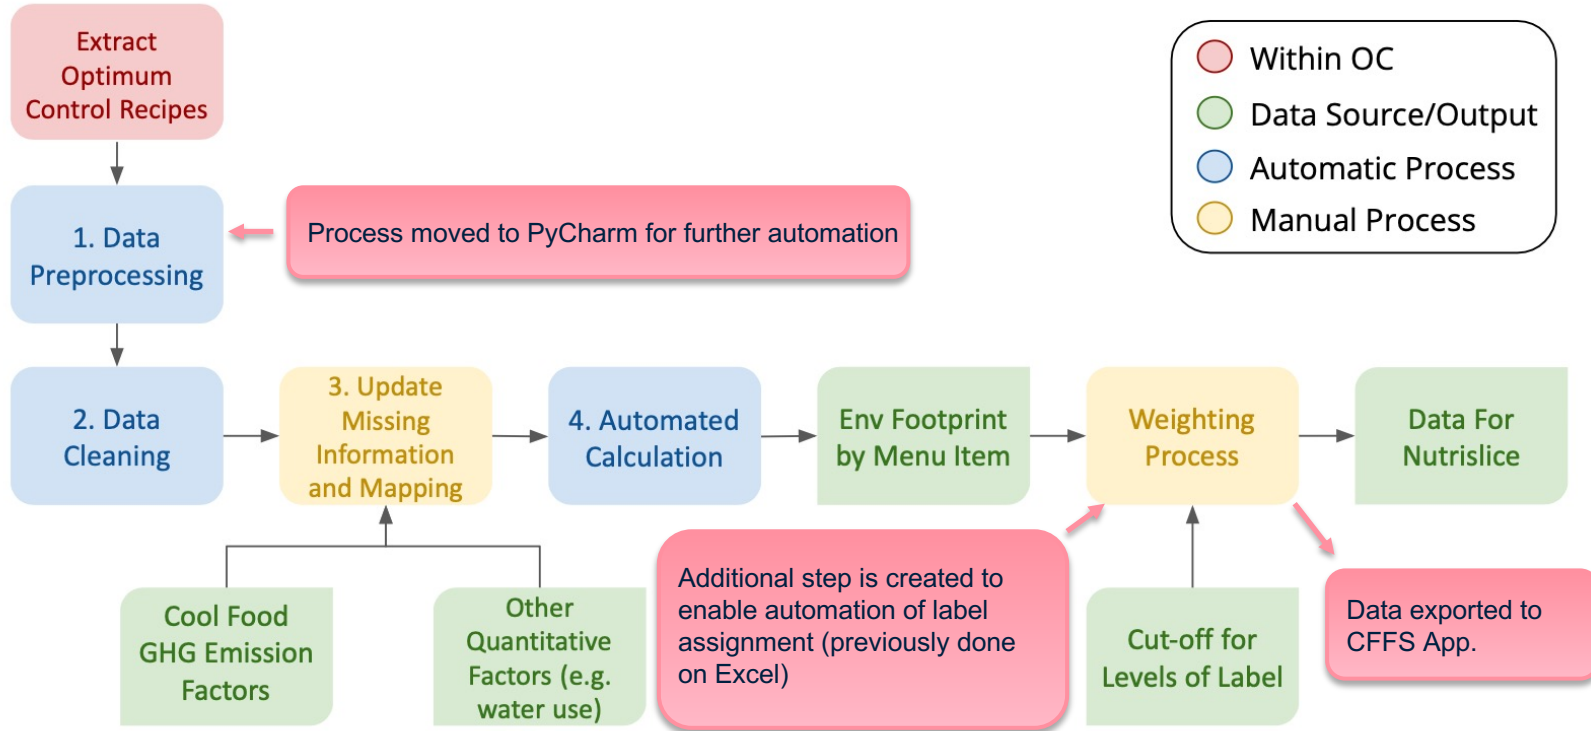 Extract
Optimum
Control Recipes
Within OC
Data Source/Output
Automatic Process
Manual Process
1. Data
Preprocessing
Process moved to PyCharm for further automation
2. Data
Cleaning
3. Update
Missing
Information
and Mapping
4. Automated
Calculation
Env Footprint
by Menu Item
Weighting
Process
Data For
Nutrislice
Cool Food
GHG Emission
Factors
Other
Quantitative
Factors (e.g.
water use)
Additional step is created to
enable automation of label
assignment (previously done
on Excel)
Cut-off for
Levels of Label
Data exported to
CFFS App.